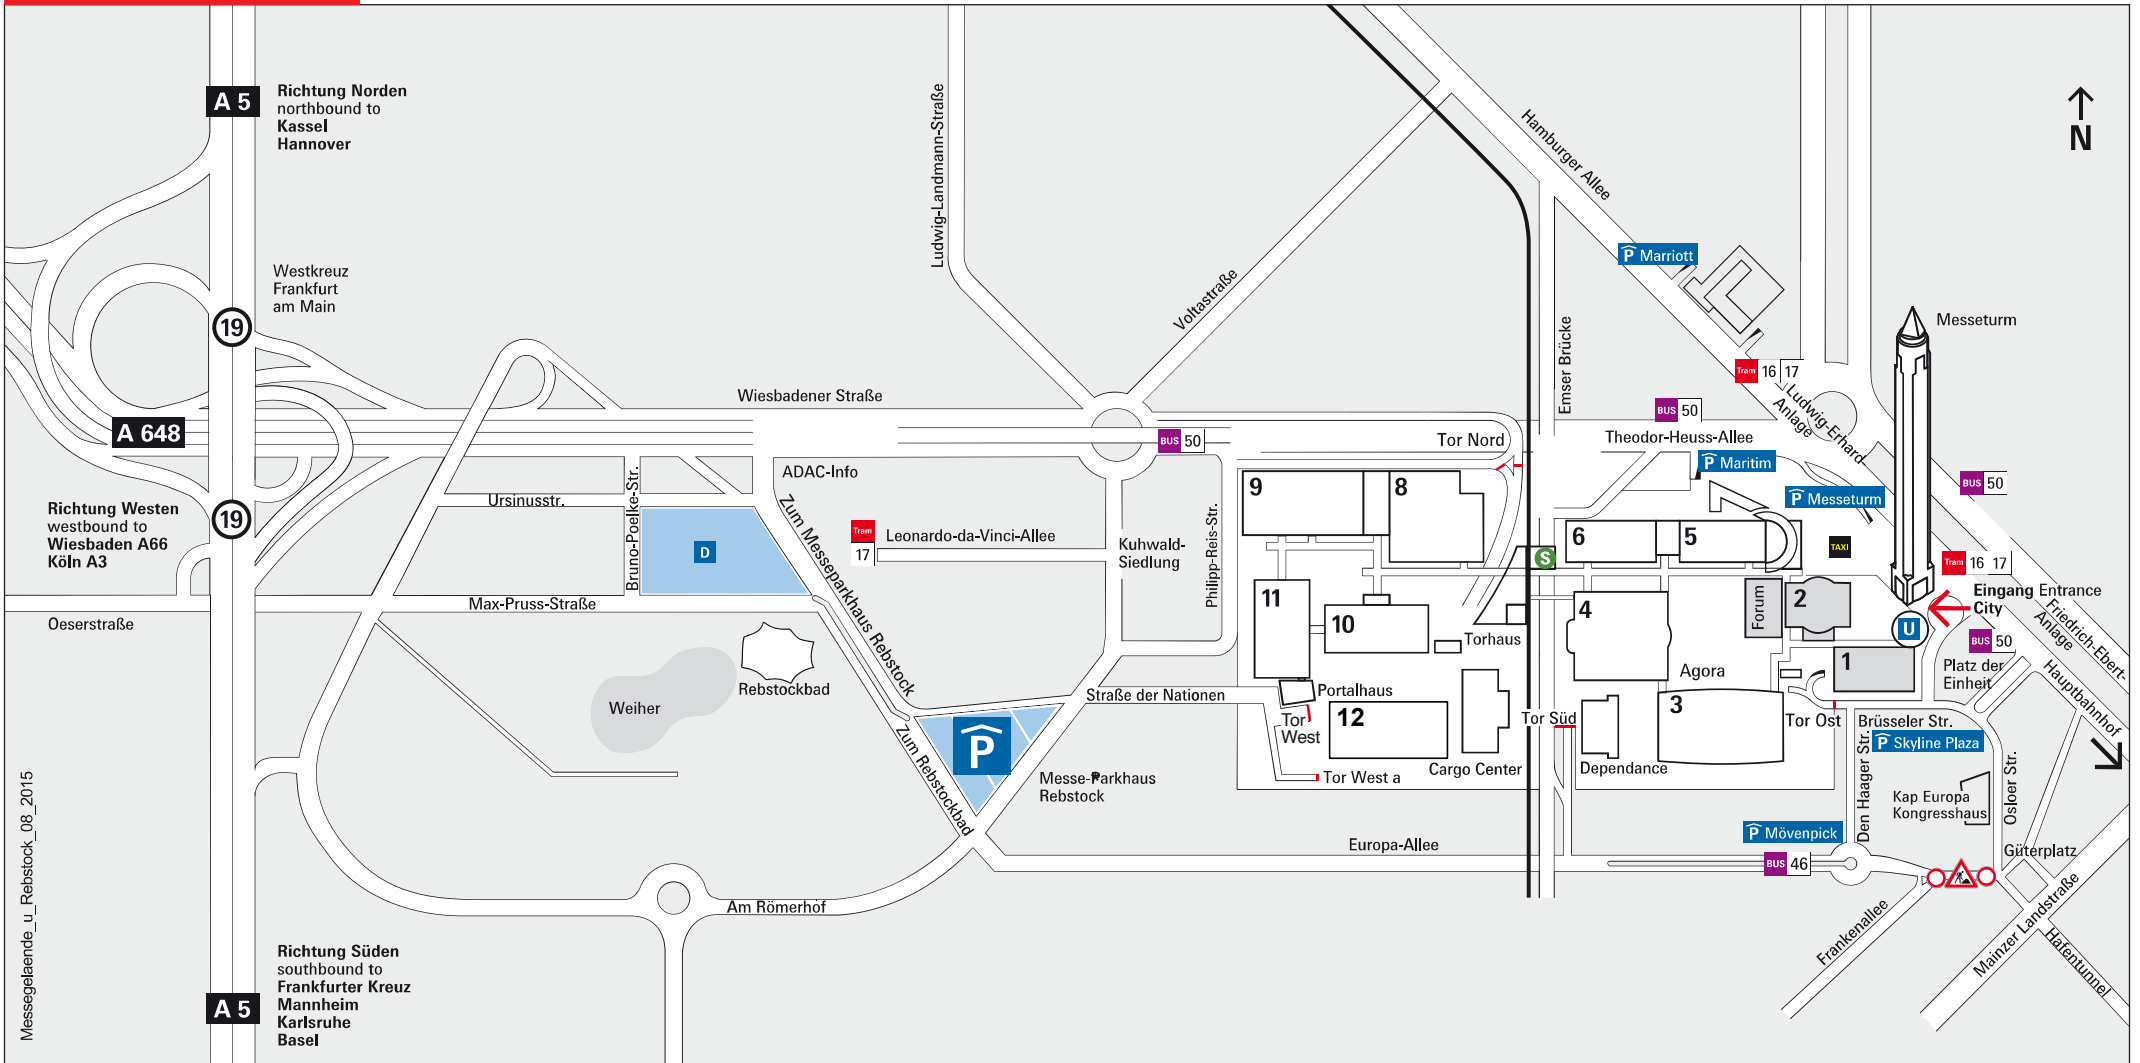 A 5
Richtung Norden
northbound to
Kassel
Hannover
N
Ludwig-Landmann-Straße
Hamburger Allee
Voltastraße
P Marriott
Westkreuz
Frankfurt
am Main
19
Messeturm
Emser Brücke
Tram 16 17
Wiesbadener Straße
BUS 50
Ludwig-Erhard-
Anlage
A 648
BUS 50
Tor Nord
Theodor-Heuss-Allee
P Maritim
ADAC-Info
BUS 50
Ursinusstr.
Bruno-Poelke-Str.
9
8
P Messeturm
Richtung Westen
westbound to
Wiesbaden A66
Köln A3
19
Zum Messeparkhaus Rebstock
Tram
17
Leonardo-da-Vinci-Allee
Kuhwald-
Siedlung
Philipp-Reis-Str.
D
6
5
TAXI
S
Tram 16 17
Eingang Entrance
City
Friedrich-Ebert-
Anlage
Max-Pruss-Straße
Oeserstraße
11
10
4
Forum
2
U
BUS 50
Torhaus
Rebstockbad
Weiher
Agora
1
Platz der
Einheit
Hauptbahnhof
Straße der Nationen
Portalhaus
Tor
West
12
Tor Süd
3
Tor Ost
Brüsseler Str.
P Skyline Plaza
P
Zum Rebstockbad
Messe-Parkhaus
Rebstock
Tor West a
Cargo Center
Dependance
Den Haager Str.
Kap Europa
Kongresshaus
Osloer Str.
P Mövenpick
Europa-Allee
BUS 46
Güterplatz
Am Römerhof
Frankenallee
Mainzer Landstraße
Hafentunnel
Richtung Süden
southbound to
Frankfurter Kreuz
Mannheim
Karlsruhe
Basel
A 5
Messegelaende_u_Rebstock_08_2015